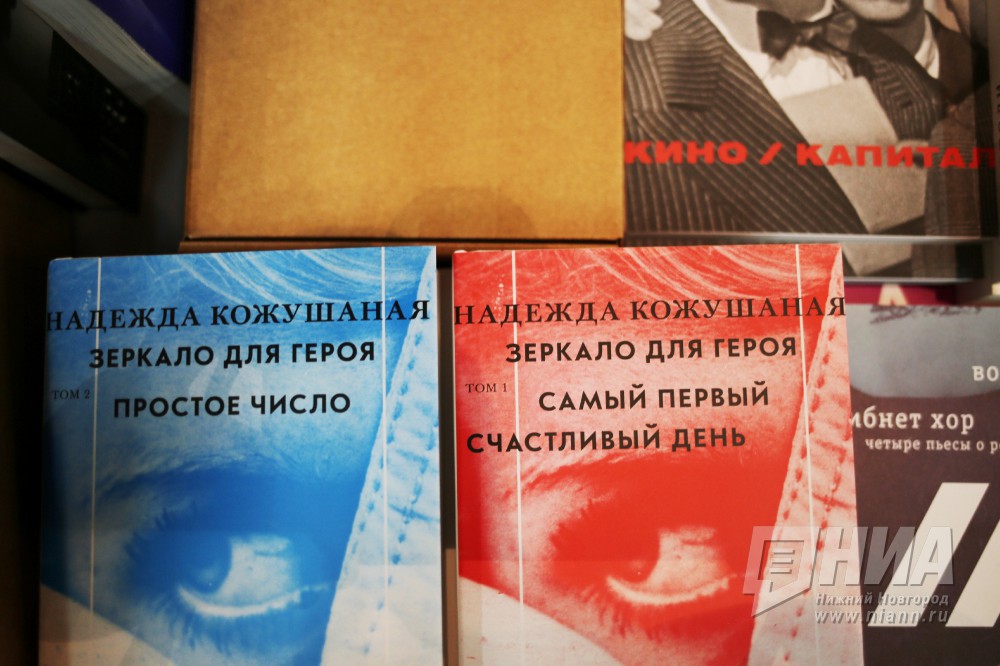 КИНО / КАПИТАЛ
НАДЕЖДА КОЖУШАНАЯ
ЗЕРКАЛО ДЛЯ ГЕРОЯ
ТОМ 2
ПРОСТОЕ ЧИСЛО
НАДЕЖДА КОЖУШАНАЯ
ЗЕРКАЛО ДЛЯ ГЕРОЯ
ТОМ 1
САМЫЙ ПЕРВЫЙ
СЧАСТЛИВЫЙ ДЕНЬ
хор
четыре пьесы о
НИА
Нижний Новгород
www.niann.ru